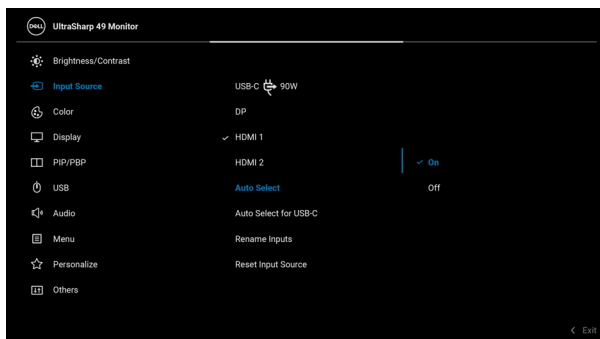 DELL UltraSharp 49 Monitor
Brightness/Contrast
Input Source
USB-C 90W
Color
DP
Display
HDMI 1
PIP/PBP
HDMI 2
On
USB
Auto Select
Off
Audio
Auto Select for USB-C
Menu
Rename Inputs
Personalize
Reset Input Source
Others
Exit